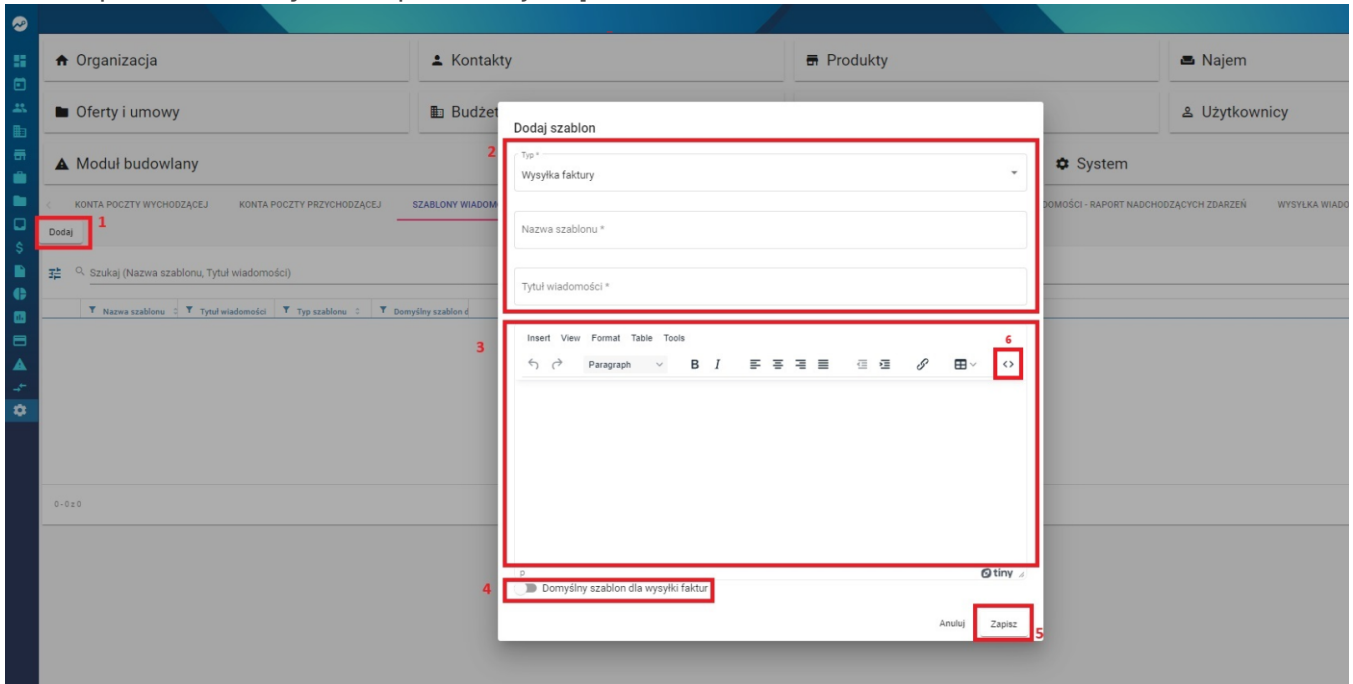 Organizacja
Kontakty
Produkty
Najem
Oferty i umowy
Budżet
Użytkownicy
Dodaj szablon
2
Typ *
Wysyłka faktury
Moduł budowlany
System
KONTA POCZTY WYCHODZĄCEJ
KONTA POCZTY PRZYCHODZĄCEJ
SZABLONY WIADOM
DOMOŚCI - RAPORT NADCHODZĄCYCH ZDARZEŃ
WYSYŁKA WIADO
1
Dodaj
Nazwa szablonu *
Szukaj (Nazwa szablonu, Tytuł wiadomości)
Tytuł wiadomości *
Nazwa szablonu
Tytuł wiadomości
Typ szablonu
Domyślny szablon d
3
Insert View Format Table Tools
6
Paragraph
B I
0-0 z 0
P
tiny
4
Domyślny szablon dla wysyłki faktur
Anuluj
Zapisz
5